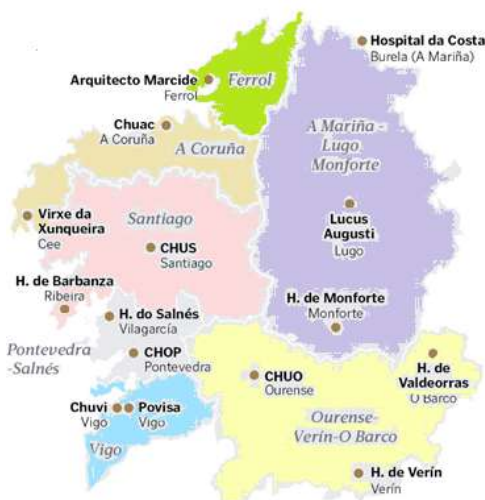 Hospital da Costa
Burela (A Mariña)
Arquitecto Marcide
Ferrol
Ferrol
Chuac
A Coruña
A Coruña
A Mariña -
Lugo,
Monforte
Virxe da
Xunqueira
Cee
Santiago
CHUS
Santiago
Lucus
Augusti
Lugo
H. de Barbanza
Ribeira
H. do Salnés
Vilagarcía
H. de Monforte
Monforte
Pontevedra
-Salnés
CHOP
Pontevedra
CHUO
Ourense
H. de
Valdeorras
O Barco
Chuvi
Vigo
Povisa
Vigo
Vigo
Ourense-
Verín-O Barco
H. de Verín
Verín